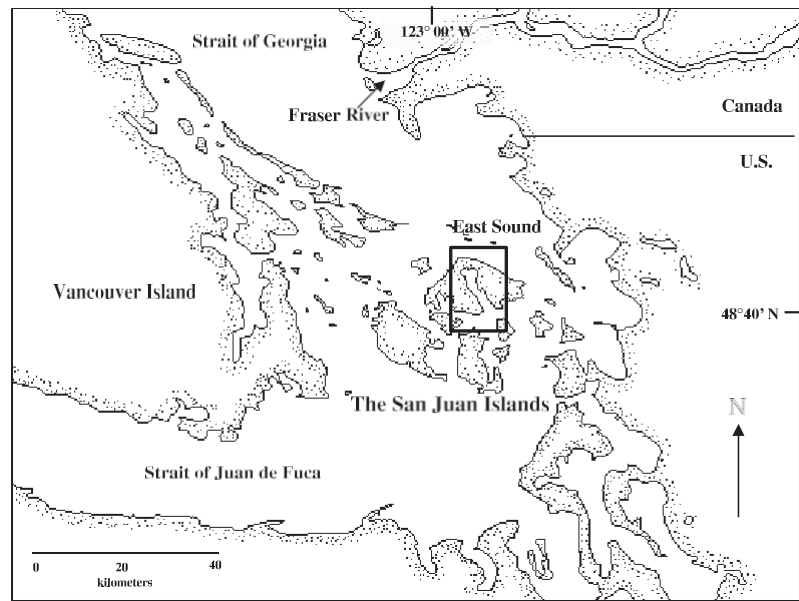 Strait of Georgia
123° 00' W
Fraser River
Canada
U.S.
East Sound
Vancouver Island
48°40' N
The San Juan Islands
N
Strait of Juan de Fuca
0 20 40
kilometers